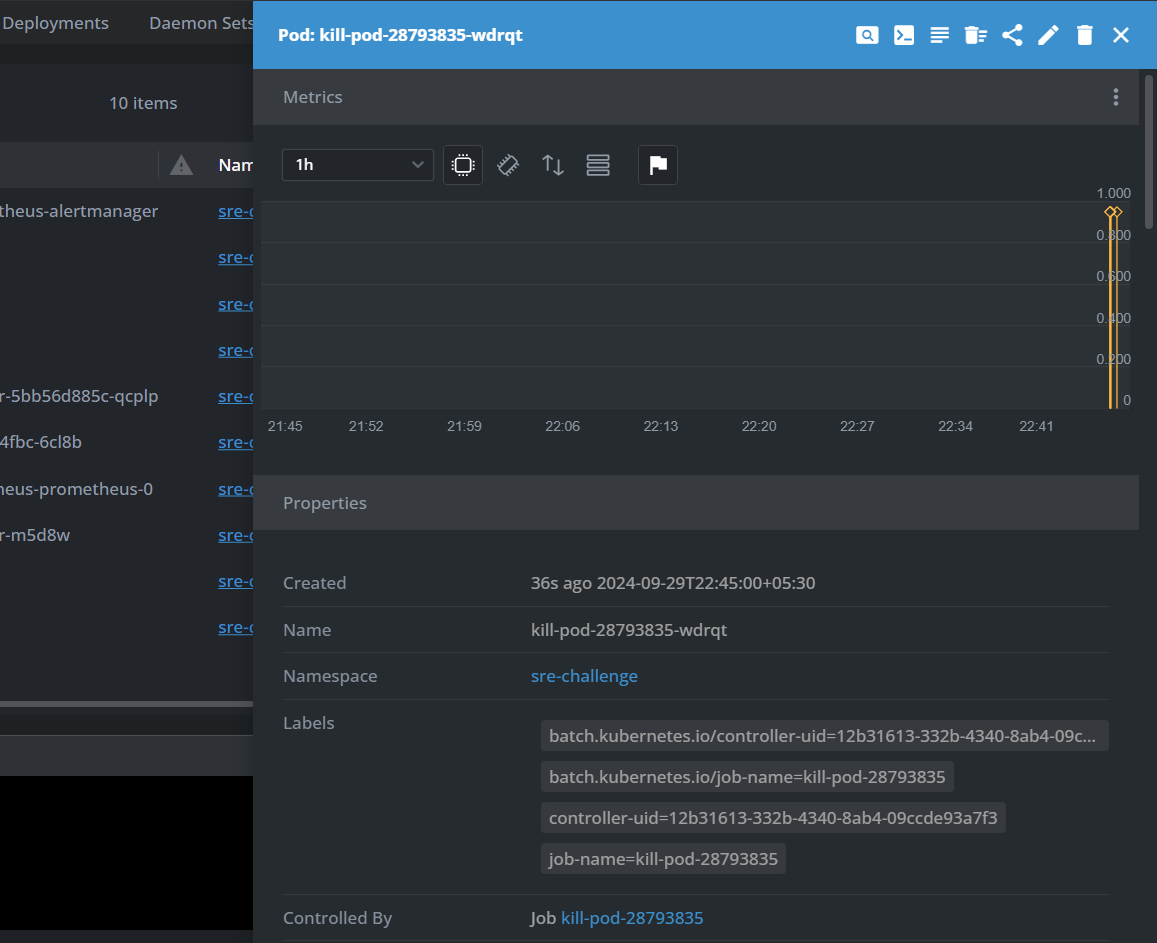 Deployments Daemon Sets
Pod: kill-pod-28793835-wdrqt
10 items
Nam
theus-alertmanager sre-c
sre-c
sre-c
sre-c
r-5bb56d885c-qcplp sre-c
4fbc-6cl8b sre-c
heus-prometheus-0 sre-c
r-m5d8w sre-c
sre-c
sre-c
Metrics
1h
1.000
0.800
0.600
0.400
0.200
0
21:45 21:52 21:59 22:06 22:13 22:20 22:27 22:34 22:41
Properties
Created 36s ago 2024-09-29T22:45:00+05:30
Name kill-pod-28793835-wdrqt
Namespace sre-challenge
Labels batch.kubernetes.io/controller-uid=12b31613-332b-4340-8ab4-09c...
batch.kubernetes.io/job-name=kill-pod-28793835
controller-uid=12b31613-332b-4340-8ab4-09ccde93a7f3
job-name=kill-pod-28793835
Controlled By Job kill-pod-28793835